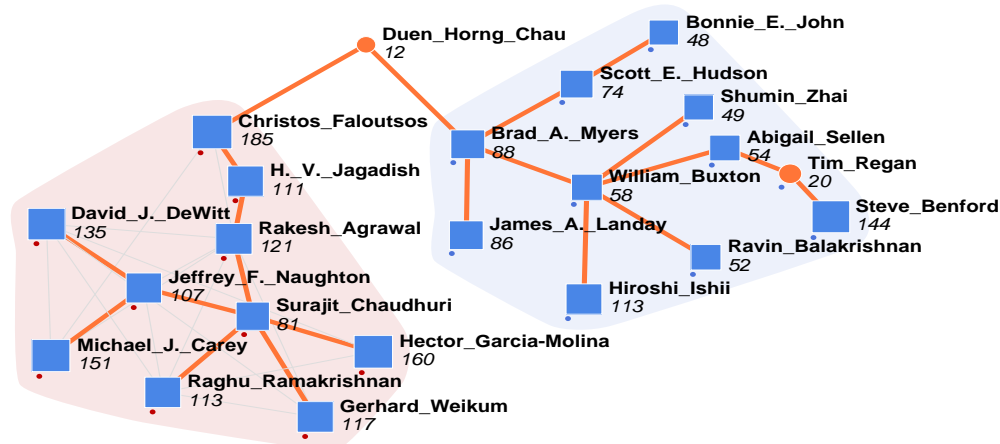 Duen_Horng_Chau
12
Bonnie_E._John
48
Scott_E._Hudson
74
Shumin_Zhai
49
Christos_Faloutsos
185
Brad_A._Myers
88
Abigail_Sellen
54
Tim_Regan
20
H._V._Jagadish
111
William_Buxton
58
David_J._DeWitt
135
Rakesh_Agrawal
121
James_A._Landay
86
Steve_Benford
144
Ravin_Balakrishnan
52
Jeffrey_F._Naughton
107
Surajit_Chaudhuri
81
Hiroshi_Ishii
113
Michael_J._Carey
151
Hector_Garcia-Molina
160
Raghu_Ramakrishnan
113
Gerhard_Weikum
117